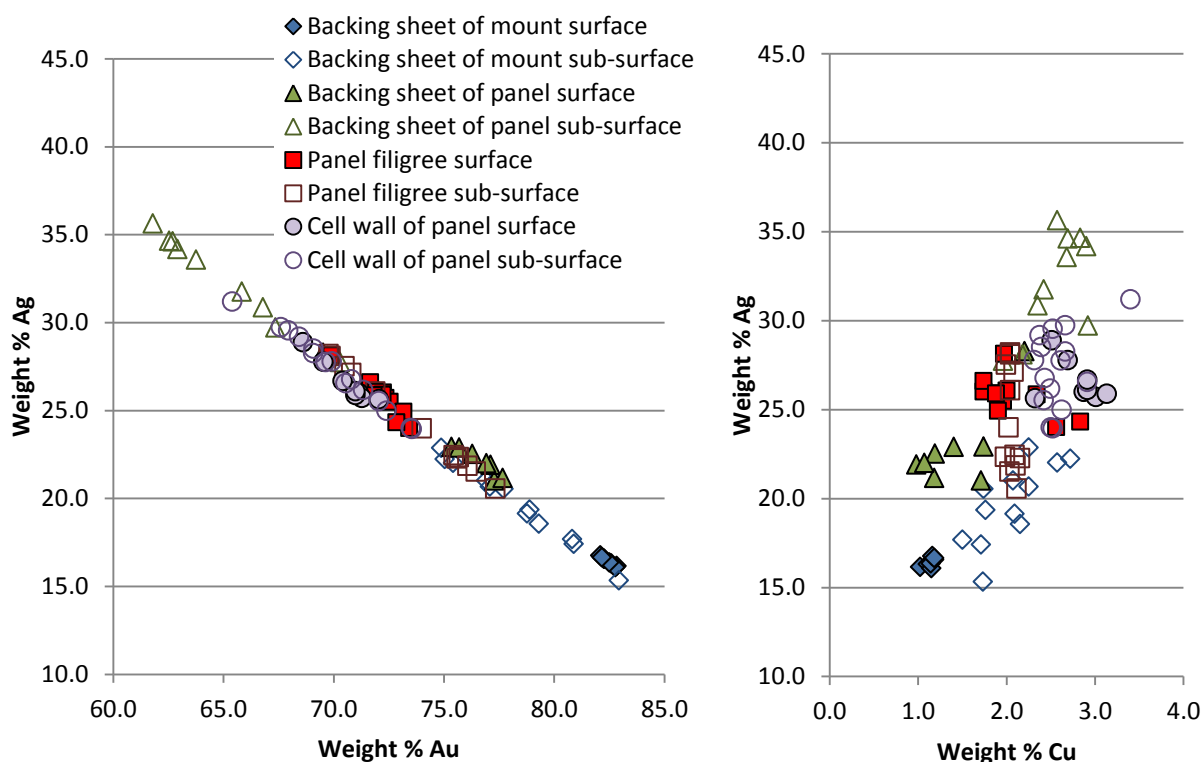 Backing sheet of mount surface
Backing sheet of mount sub-surface
Backing sheet of panel surface
Backing sheet of panel sub-surface
Panel filigree surface
Panel filigree sub-surface
Cell wall of panel surface
Cell wall of panel sub-surface
Weight % Ag
45.0
40.0
35.0
30.0
25.0
20.0
15.0
10.0
60.0 65.0 70.0 75.0 80.0 85.0
Weight % Au
Weight % Ag
45.0
40.0
35.0
30.0
25.0
20.0
15.0
10.0
0.0 1.0 2.0 3.0 4.0
Weight % Cu